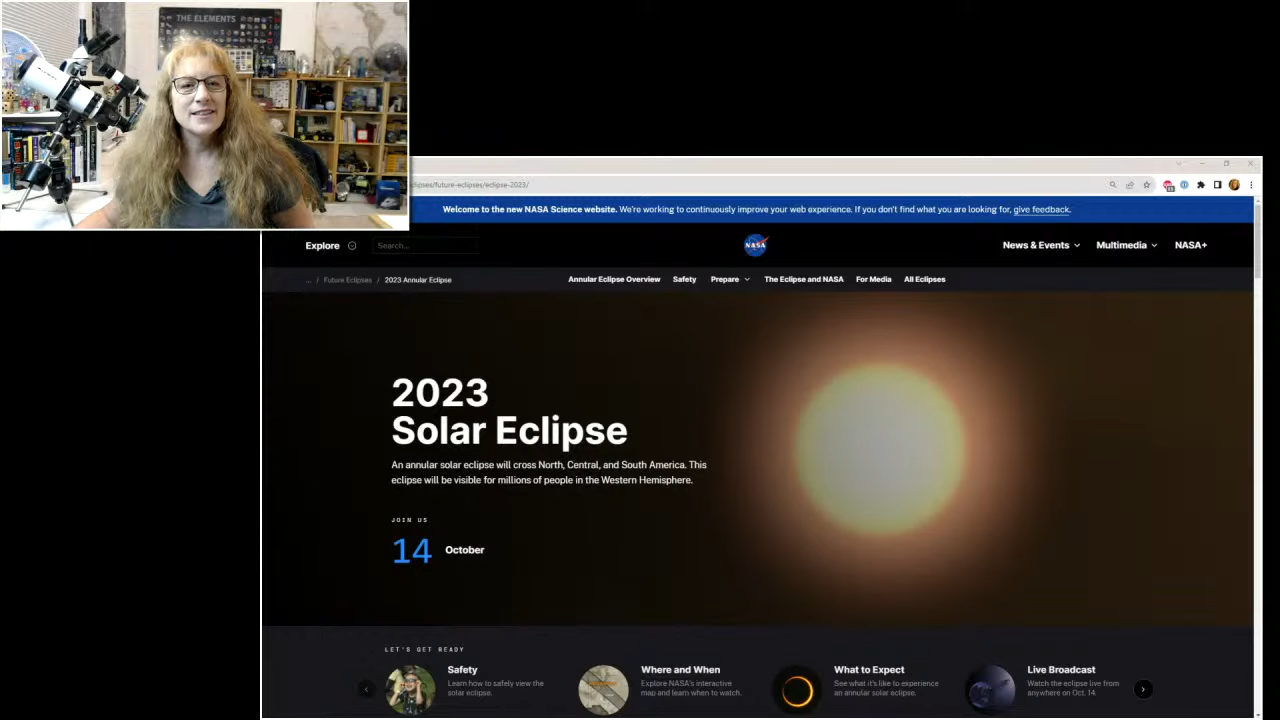 THE ELEMENTS
clipses/future-eclipses/eclipse-2023/
Welcome to the new NASA Science website. We're working to continuously improve your web experience. If you don't find what you are looking for, give feedback.
Explore
Search...
NASA
News & Events
Multimedia
NASA+
... / Future Eclipses / 2023 Annular Eclipse
Annular Eclipse Overview
Safety
Prepare
The Eclipse and NASA
For Media
All Eclipses
2023
Solar Eclipse
An annular solar eclipse will cross North, Central, and South America. This
eclipse will be visible for millions of people in the Western Hemisphere.
JOIN US
14 October
LET'S GET READY
Safety
Learn how to safely view the
solar eclipse.
Where and When
Explore NASA's interactive
map and learn when to watch.
What to Expect
See what it's like to experience
an annular solar eclipse.
Live Broadcast
Watch the eclipse live from
anywhere on Oct. 14.